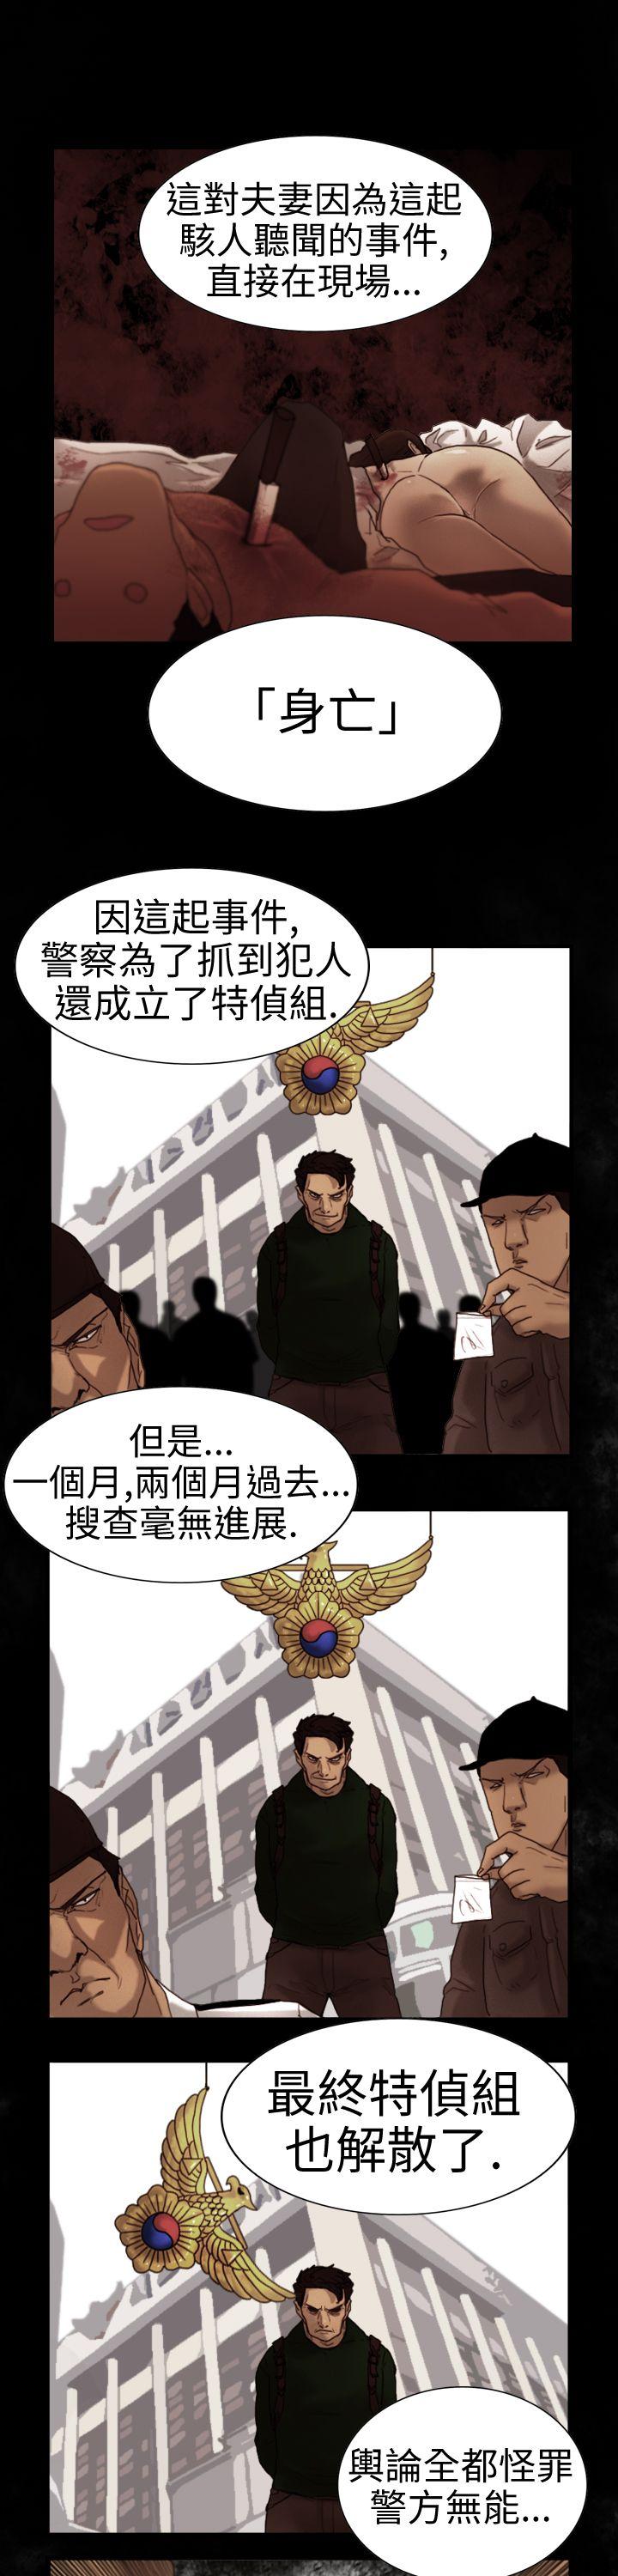 這對夫妻因為這起
駭人聽聞的事件,
直接在現場...
「身亡」
因這起事件,
警察為了抓到犯人
還成立了特偵組.
但是...
一個月,兩個月過去...
搜查毫無進展.
最終特偵組
也解散了.
輿論全都怪罪
警方無能...